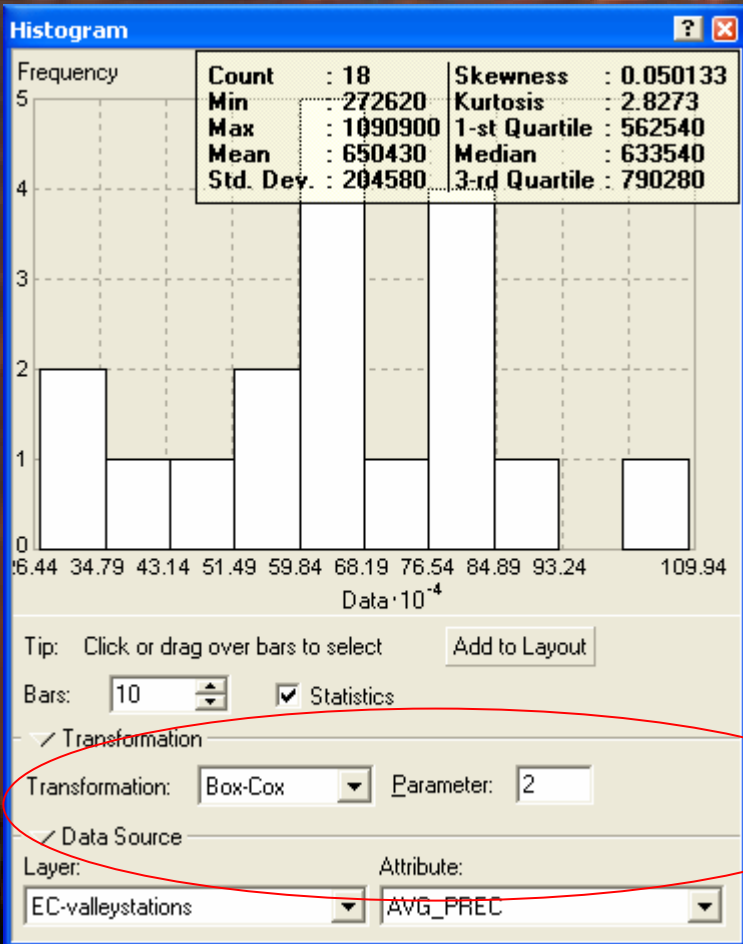 Histogram
Frequency
Count : 18 Skewness : 0.050133
Min : 272620 Kurtosis : 2.8273
Max : 1090900 1-st Quartile : 562540
Mean : 650430 Median : 633540
Std. Dev. : 204580 3-rd Quartile : 790280
5
4
3
2
1
0
26.44 34.79 43.14 51.49 59.84 68.19 76.54 84.89 93.24 109.94
Data·10⁻⁴
Tip: Click or drag over bars to select Add to Layout
Bars: 10 Statistics
Transformation
Transformation: Box-Cox Parameter: 2
Data Source
Layer: Attribute:
EC-valleystations AVG_PREC